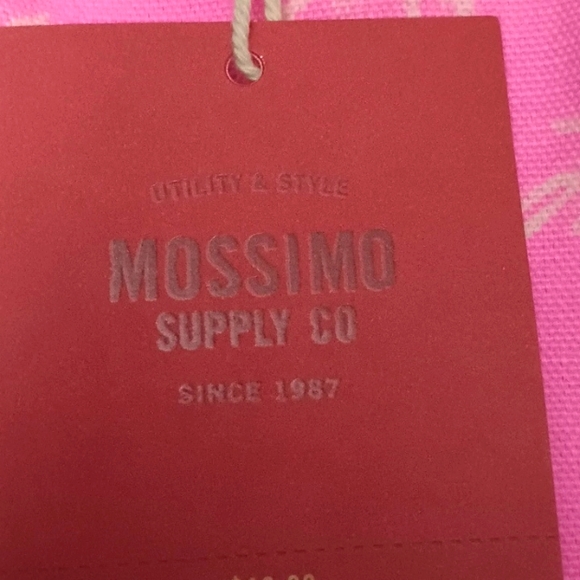 UTILITY & STYLE
MOSSIMO
SUPPLY CO
SINCE 1987